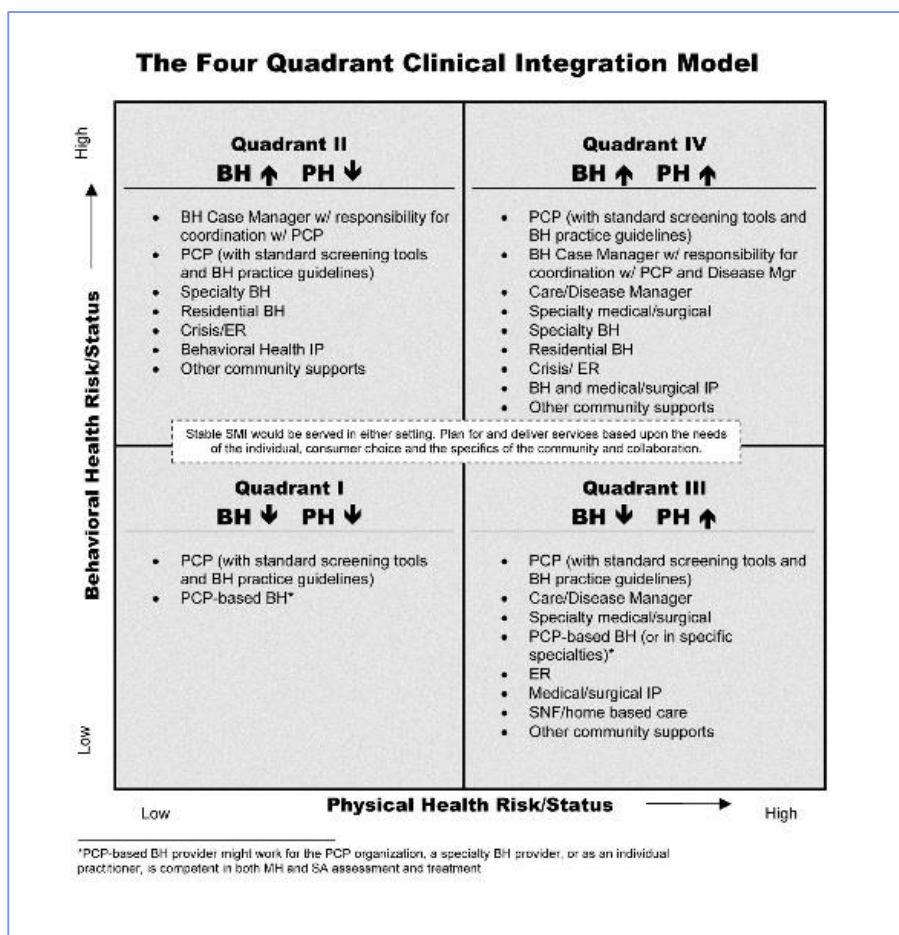 The Four Quadrant Clinical Integration Model
High
Behavioral Health Risk/Status
Low
Quadrant II
BH PH
• BH Case Manager w/ responsibility for
coordination w/ PCP
• PCP (with standard screening tools
and BH practice guidelines)
• Specialty BH
• Residential BH
• Crisis/ER
• Behavioral Health IP
• Other community supports
Quadrant IV
BH PH
• PCP (with standard screening tools and
BH practice guidelines)
• BH Case Manager w/ responsibility for
coordination w/ PCP and Disease Mgr
• Care/Disease Manager
• Specialty medical/surgical
• Specialty BH
• Residential BH
• Crisis/ ER
• BH and medical/surgical IP
• Other community supports
Stable SMI would be served in either setting. Plan for and deliver services based upon the needs
of the individual, consumer choice and the specifics of the community and collaboration.
Quadrant I
BH PH
• PCP (with standard screening tools
and BH practice guidelines)
• PCP-based BH*
Quadrant III
BH PH
• PCP (with standard screening tools and
BH practice guidelines)
• Care/Disease Manager
• Specialty medical/surgical
• PCP-based BH (or in specific
specialties)*
• ER
• Medical/surgical IP
• SNF/home based care
• Other community supports
Low
Physical Health Risk/Status
High
*PCP-based BH provider might work for the PCP organization, a specialty BH provider, or as an individual
practitioner, is competent in both MH and SA assessment and treatment